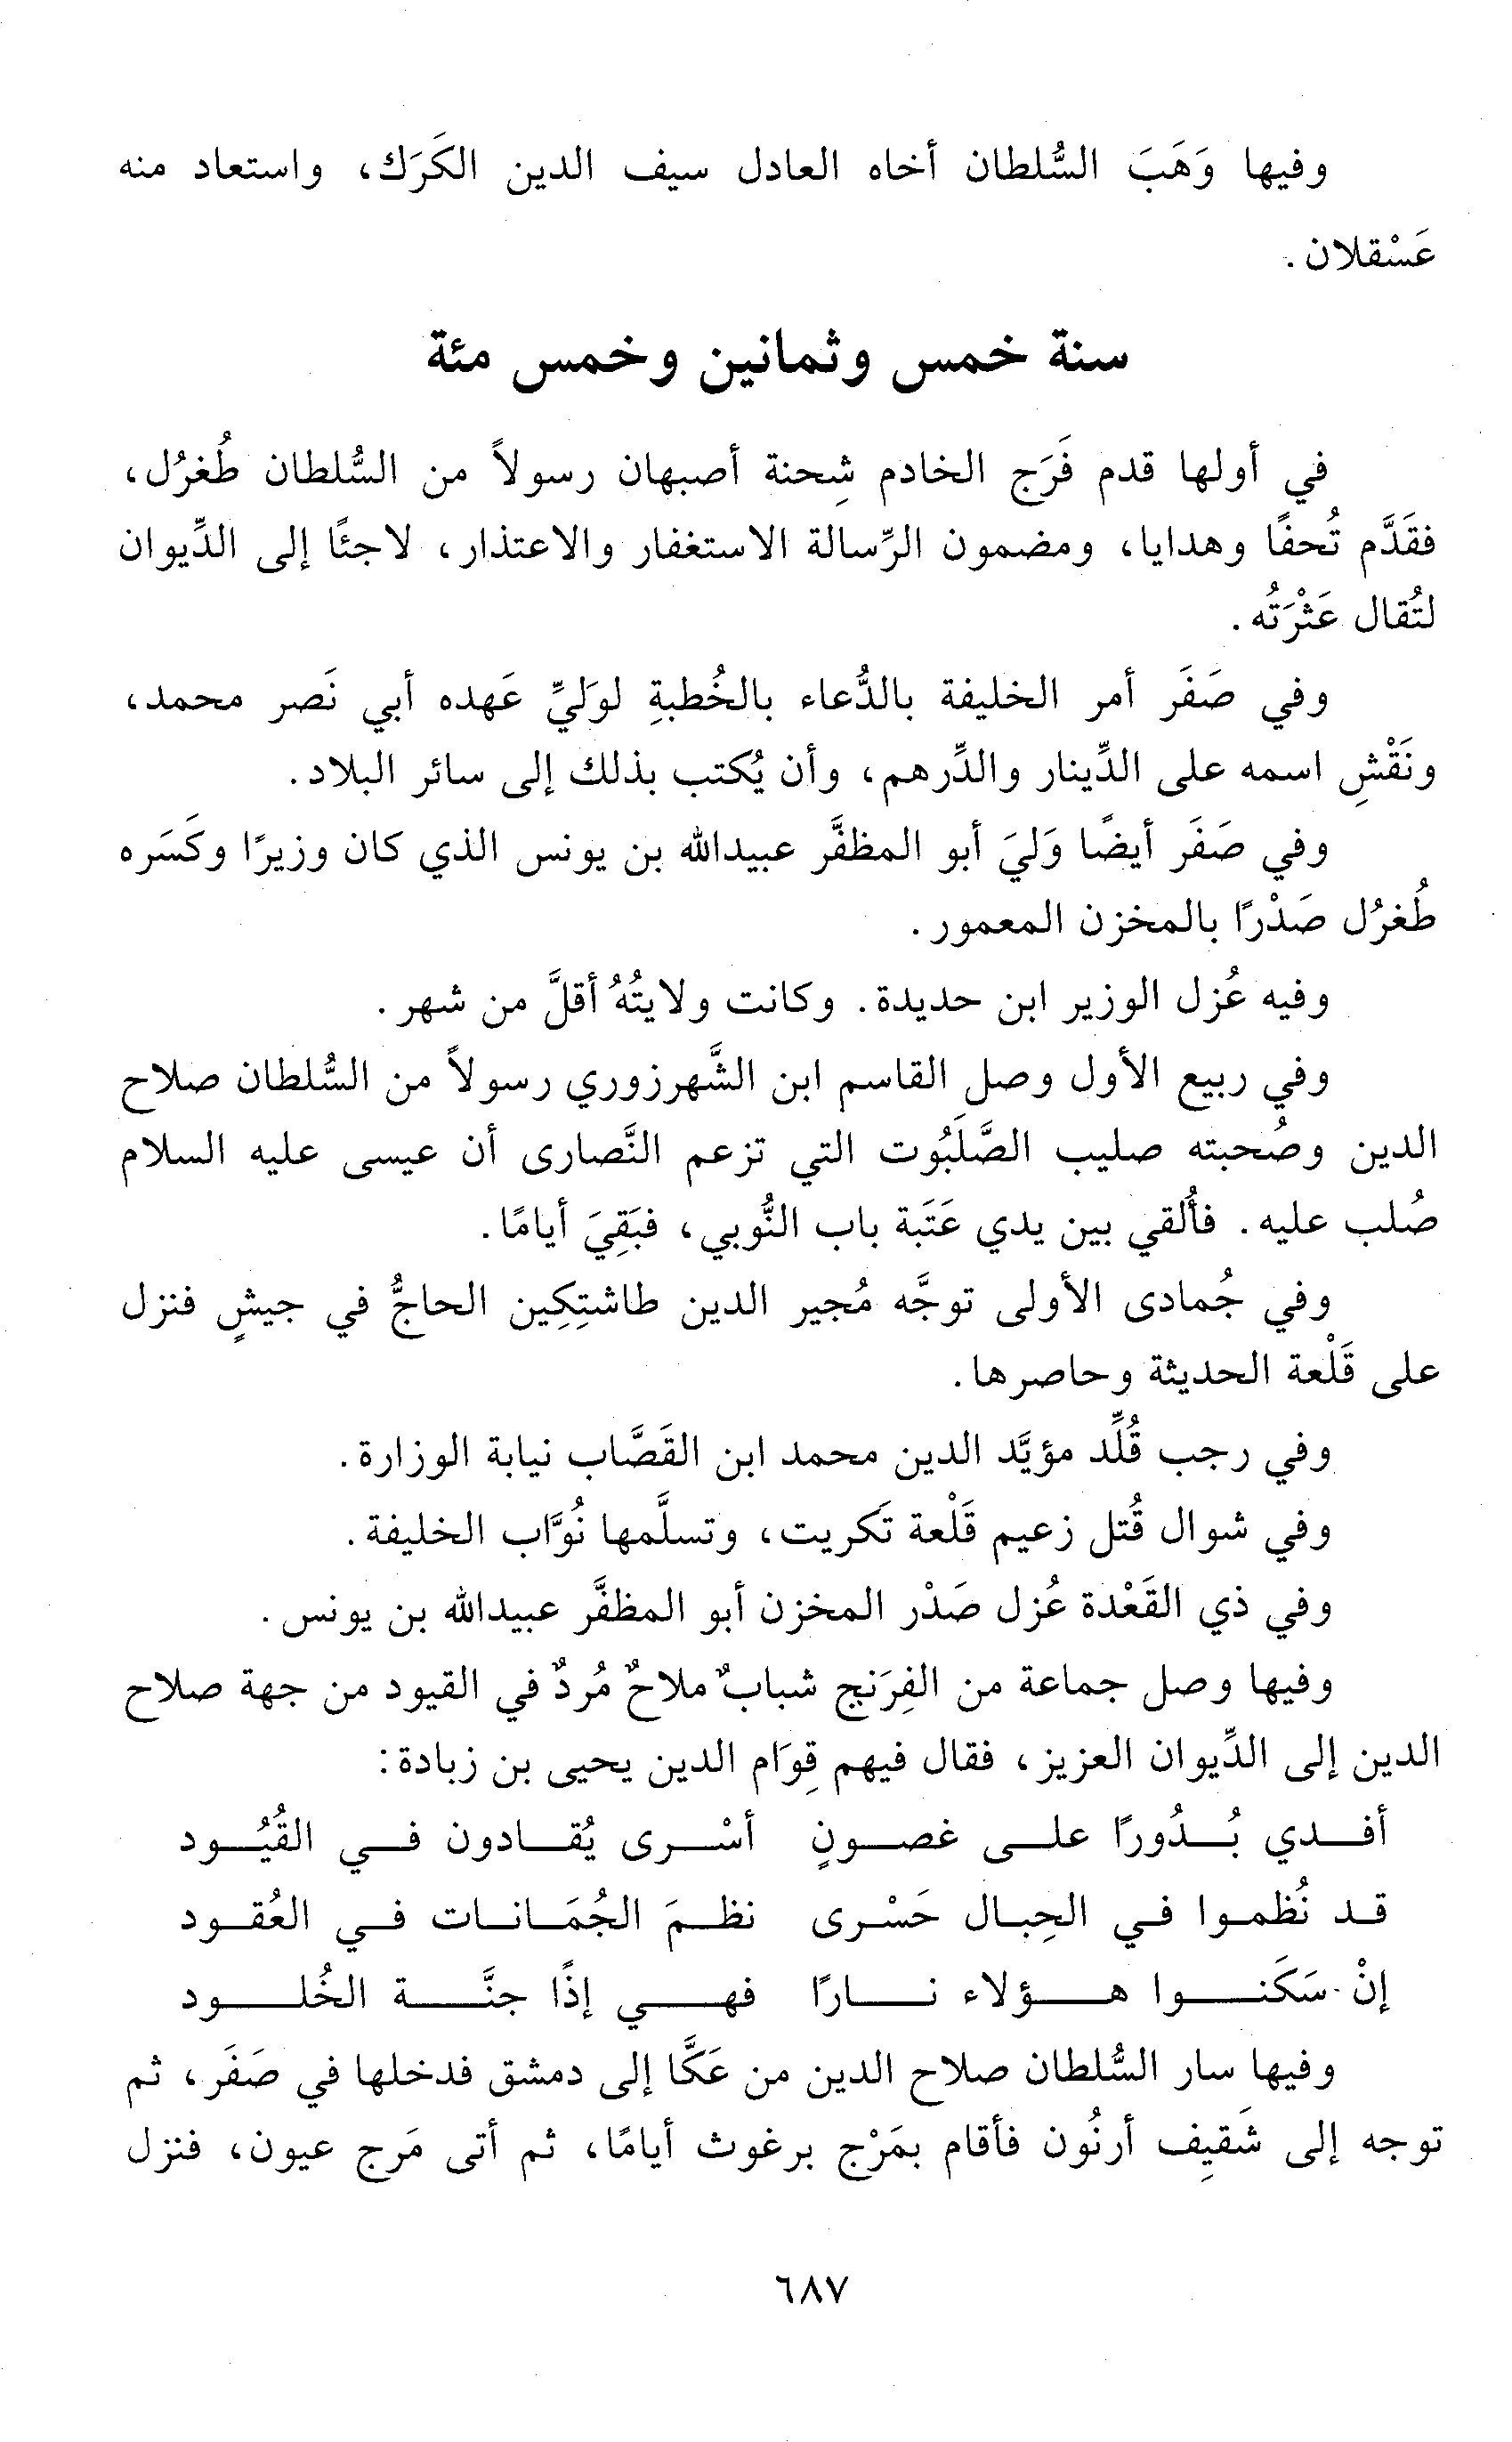 وفيها وَهَبَ السُّلطان أخاه العادل سيف الدين الكَرَك، واستعاد منه
عَسْقلان.
سنة خمس وثمانين وخمس مئة
في أولها قدم فَرَج الخادم شِحنة أصبهان رسولاً من السُّلطان طُغرُل،
فقَدَّم تُحفًا وهدايا، ومضمون الرِّسالة الاستغفار والاعتذار، لاجئًا إلى الدِّيوان
لتُقال عَثْرَتُه.
وفي صَفَر أمر الخليفة بالدُّعاء بالخُطبةِ لوَليِّ عَهده أبي نَصر محمد،
ونَقْشِ اسمه على الدِّينار والدِّرهم، وأن يُكتب بذلك إلى سائر البلاد.
وفي صَفَر أيضًا وَليَ أبو المظفَّر عبيدالله بن يونس الذي كان وزيرًا وكَسَره
طُغرُل صَدْرًا بالمخزن المعمور.
وفيه عُزل الوزير ابن حديدة. وكانت ولايتُهُ أقلَّ من شهر.
وفي ربيع الأول وصل القاسم ابن الشَّهرزوري رسولاً من السُّلطان صلاح
الدين وصُحبته صليب الصَّلَبُوت التي تزعم النَّصارى أن عيسى عليه السلام
صُلب عليه. فأُلقي بين يدي عَتَبة باب النُّوبي، فبَقِيَ أيامًا.
وفي جُمادى الأولى توجَّه مُجير الدين طاشتِكِين الحاجُّ في جيشٍ فنزل
على قَلْعة الحديثة وحاصرها.
وفي رجب قُلِّد مؤيَّد الدين محمد ابن القَصَّاب نيابة الوزارة.
وفي شوال قُتل زعيم قَلْعة تَكريت، وتسلَّمها نُوَّاب الخليفة.
وفي ذي القَعْدة عُزل صَدْر المخزن أبو المظفَّر عبيدالله بن يونس.
وفيها وصل جماعة من الفِرَنج شبابٌ ملاحٌ مُردٌ في القيود من جهة صلاح
الدين إلى الدِّيوان العزيز، فقال فيهم قِوَام الدين يحيى بن زبادة:
أفدي بُدُورًا على غصونٍ أسْرى يُقادون في القُيُود
قد نُظموا في الحِبال حَسْرى نظمَ الجُمَانات في العُقود
إنْ سَكَنوا هؤلاء نارًا فهي إذًا جنَّة الخُلود
وفيها سار السُّلطان صلاح الدين من عَكَّا إلى دمشق فدخلها في صَفَر، ثم
توجه إلى شَقيِف أرنُون فأقام بمَرْج برغوث أيامًا، ثم أتى مَرج عيون، فنزل
٦٨٧